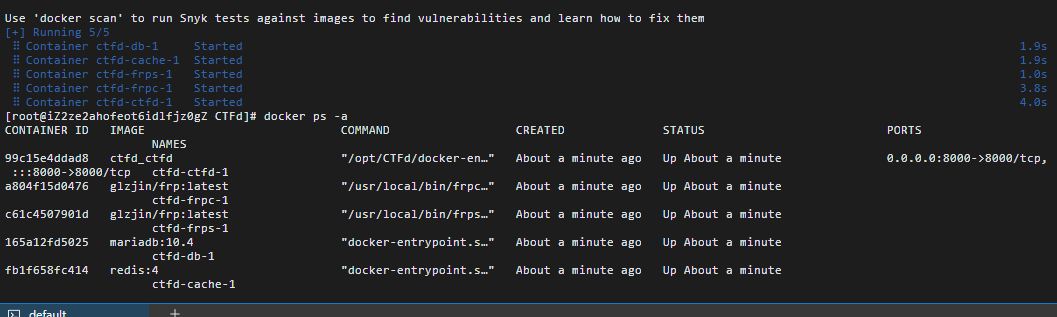 Use 'docker scan' to run Snyk tests against images to find vulnerabilities and learn how to fix them
[+] Running 5/5
⠿ Container ctfd-db-1 Started 1.9s
⠿ Container ctfd-cache-1 Started 1.9s
⠿ Container ctfd-frps-1 Started 1.0s
⠿ Container ctfd-frpc-1 Started 3.8s
⠿ Container ctfd-ctfd-1 Started 4.0s
[root@iZ2ze2ahofeot6idlfjz0gZ CTFd]# docker ps -a
CONTAINER ID IMAGE COMMAND CREATED STATUS PORTS
NAMES
99c15e4ddad8 ctfd_ctfd "/opt/CTFd/docker-en…" About a minute ago Up About a minute 0.0.0.0:8000->8000/tcp,
:::8000->8000/tcp ctfd-ctfd-1
a804f15d0476 glzjin/frp:latest "/usr/local/bin/frpc…" About a minute ago Up About a minute
ctfd-frpc-1
c61c4507901d glzjin/frp:latest "/usr/local/bin/frps…" About a minute ago Up About a minute
ctfd-frps-1
165a12fd5025 mariadb:10.4 "docker-entrypoint.s…" About a minute ago Up About a minute
ctfd-db-1
fb1f658fc414 redis:4 "docker-entrypoint.s…" About a minute ago Up About a minute
ctfd-cache-1
default +